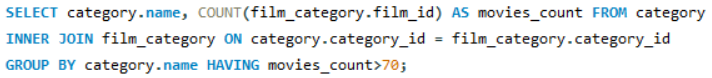 SELECT category.name, COUNT(film_category.film_id) AS movies_count FROM category
INNER JOIN film_category ON category.category_id = film_category.category_id
GROUP BY category.name HAVING movies_count>70;